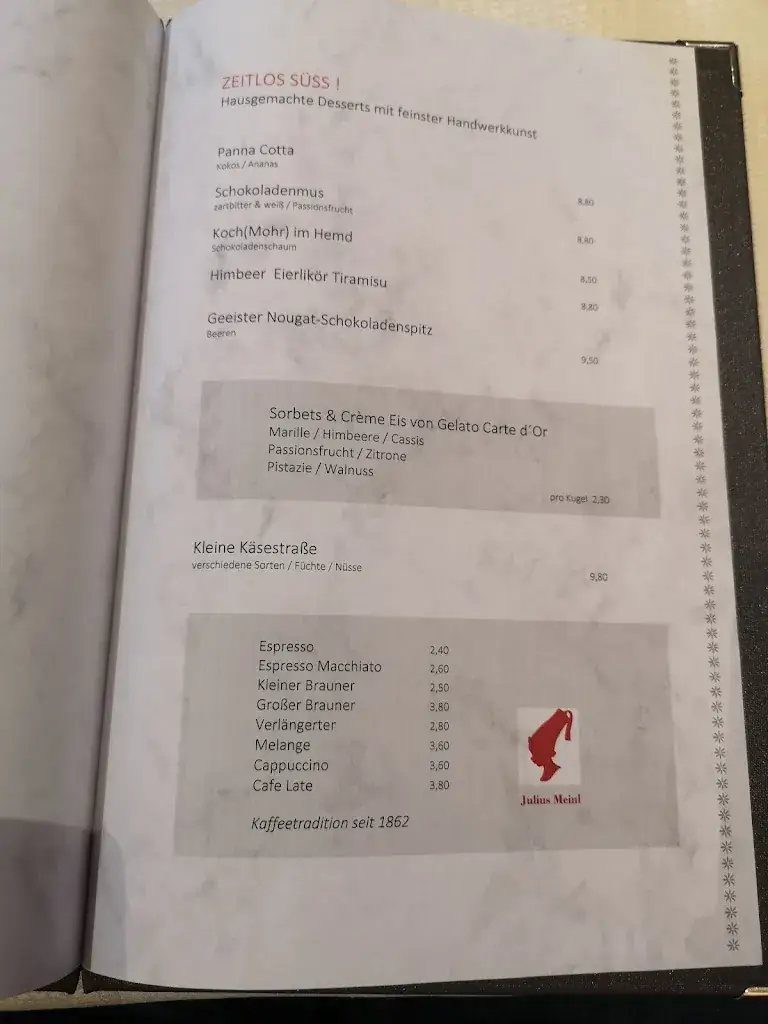 ZEITLOS SÜSS !
Hausgemachte Desserts mit feinster Handwerkkunst
Panna Cotta
Kokos / Ananas
8,80
Schokoladenmus
zartbitter & weiß / Passionsfrucht
8,80
Koch(Mohr) im Hemd
Schokoladenschaum
8,50
Himbeer Eierlikör Tiramisu
8,80
Geeister Nougat-Schokoladenspitz
Beeren
9,50
Sorbets & Crème Eis von Gelato Carte d´Or
Marille / Himbeere / Cassis
Passionsfrucht / Zitrone
Pistazie / Walnuss
pro Kugel 2,30
Kleine Käsestraße
verschiedene Sorten / Füchte / Nüsse
9,80
Espresso 2,40
Espresso Macchiato 2,60
Kleiner Brauner 2,50
Großer Brauner 3,80
Verlängerter 2,80
Melange 3,60
Cappuccino 3,60
Cafe Late 3,80
Julius Meinl
Kaffeetradition seit 1862